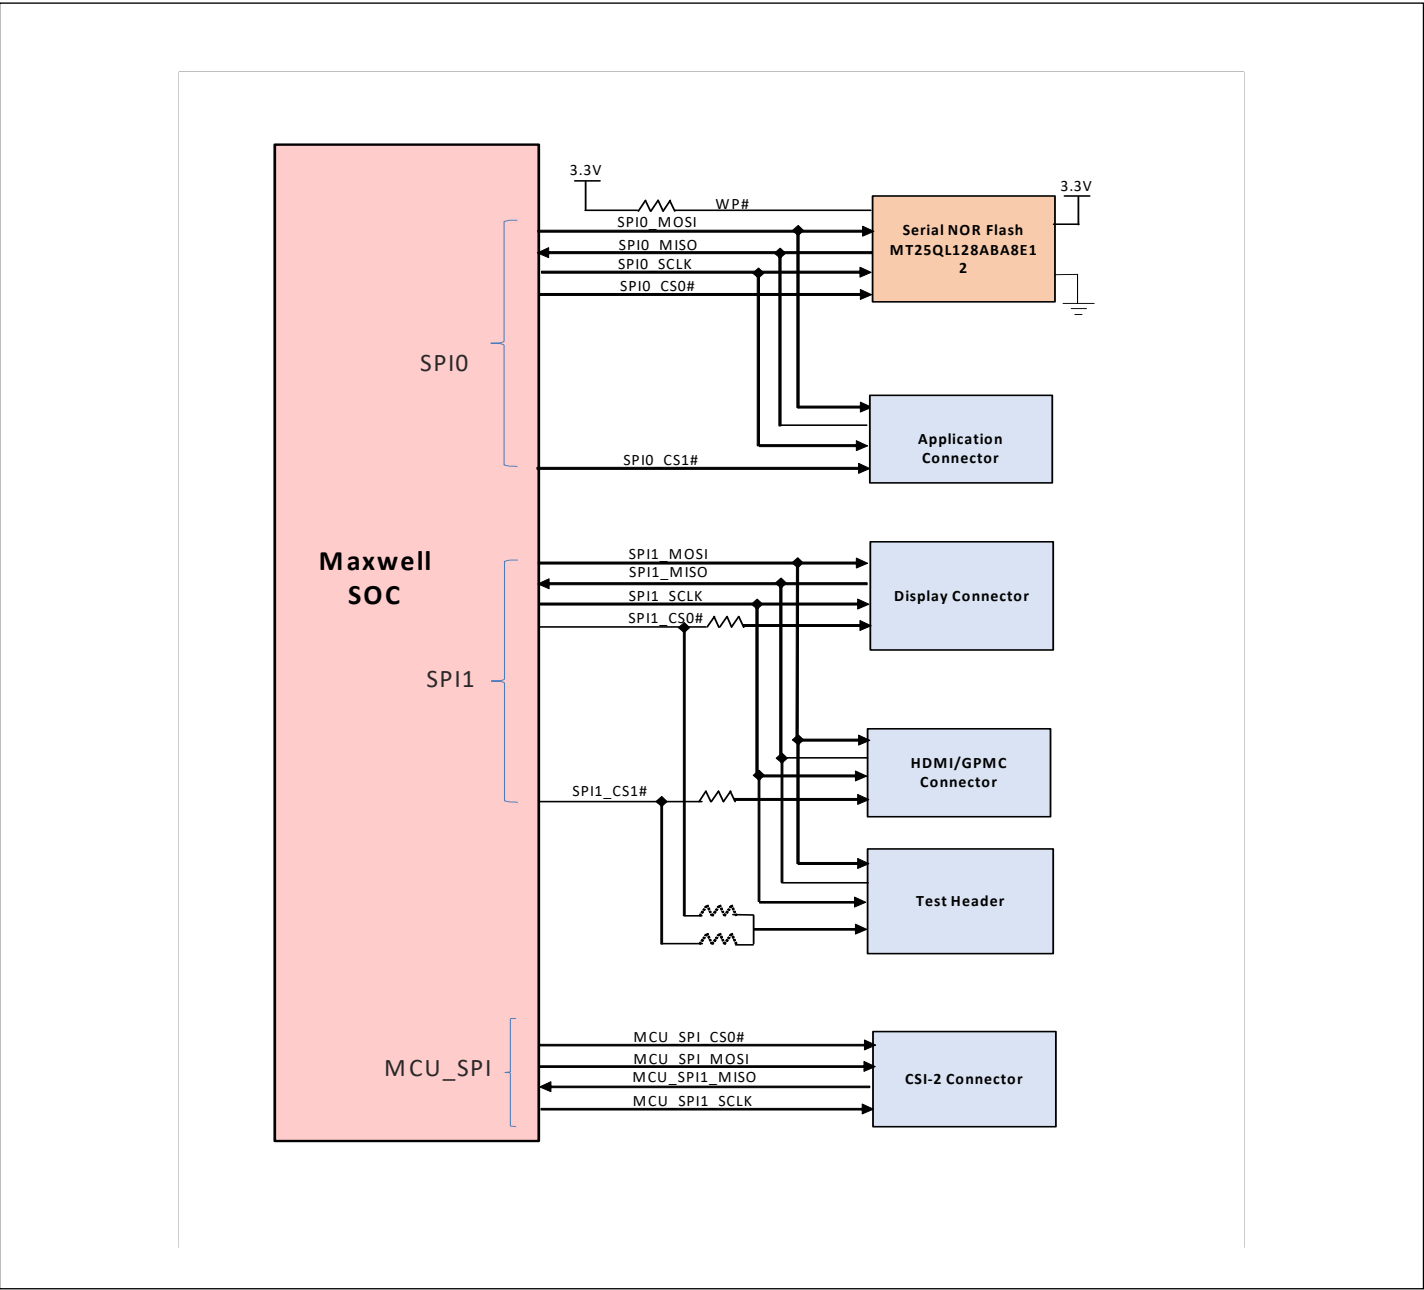 3.3V
WP#
3.3V
SPI0_MOSI
SPI0_MISO
SPI0_SCLK
SPI0_CS0#
Serial NOR Flash
MT25QL128ABA8E1
2
SPI0
Application
Connector
SPI0_CS1#
Maxwell
SOC
SPI1_MOSI
SPI1_MISO
SPI1_SCLK
SPI1_CS0#
Display Connector
SPI1
HDMI/GPMC
Connector
SPI1_CS1#
Test Header
MCU_SPI
MCU_SPI_CS0#
MCU_SPI_MOSI
MCU_SPI1_MISO
MCU_SPI1_SCLK
CSI-2 Connector